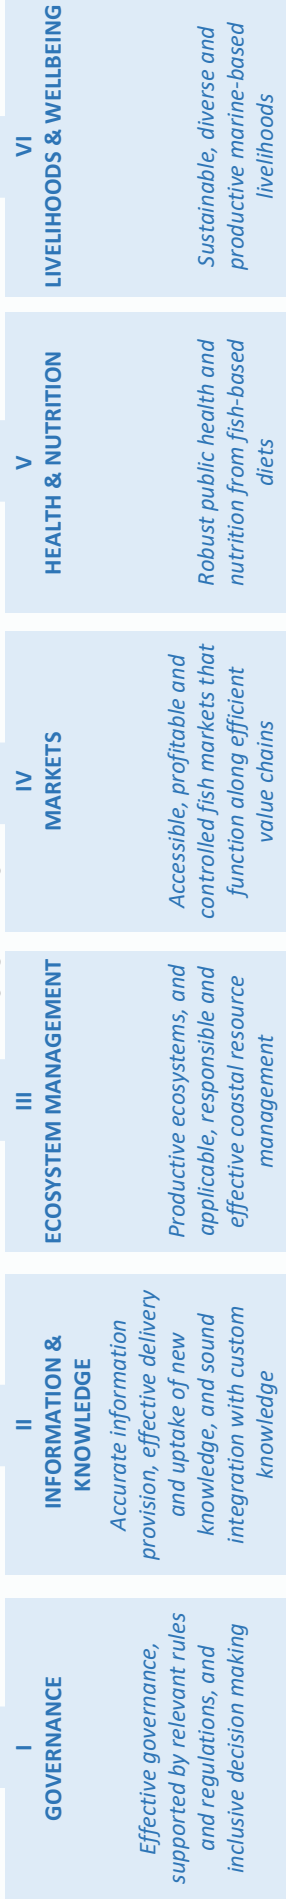 I
GOVERNANCE
Effective governance,
supported by relevant rules
and regulations, and
inclusive decision making
II
INFORMATION &
KNOWLEDGE
Accurate information
provision, effective delivery
and uptake of new
knowledge, and sound
integration with custom
knowledge
III
ECOSYSTEM MANAGEMENT
Productive ecosystems, and
applicable, responsible and
effective coastal resource
management
IV
MARKETS
Accessible, profitable and
controlled fish markets that
function along efficient
value chains
V
HEALTH & NUTRITION
Robust public health and
nutrition from fish-based
diets
VI
LIVELIHOODS & WELLBEING
Sustainable, diverse and
productive marine-based
livelihoods